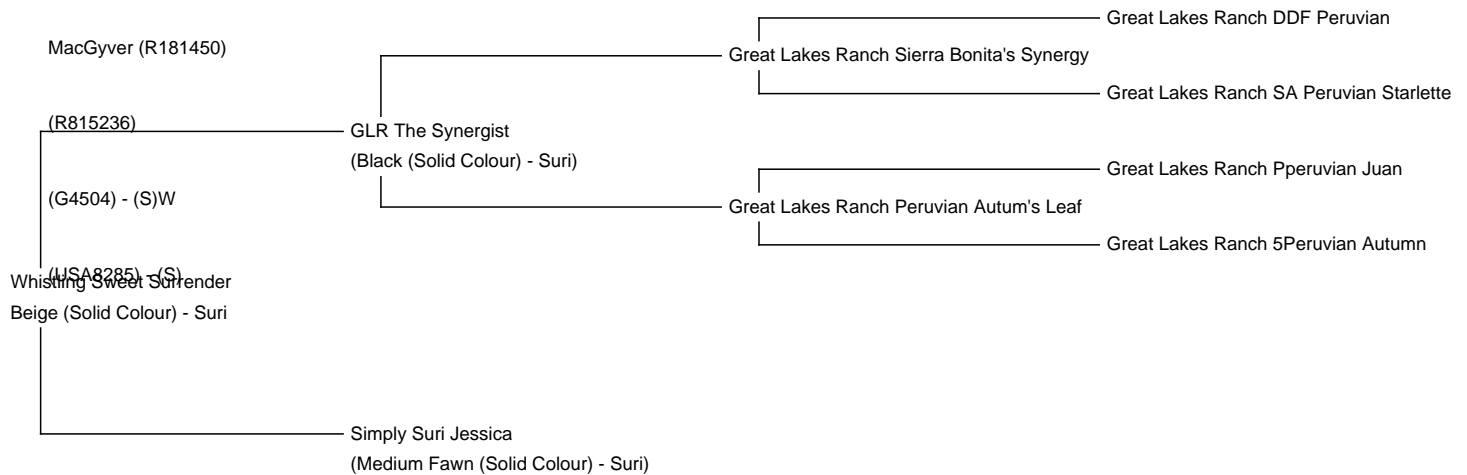 Great Lakes Ranch DDF Peruvian
MacGyver (R181450)
Great Lakes Ranch Sierra Bonita's Synergy
Great Lakes Ranch SA Peruvian Starlette
(R815236)
GLR The Synergist
(Black (Solid Colour) - Suri)
Great Lakes Ranch Pperuvian Juan
(G4504) - (S)W
Great Lakes Ranch Peruvian Autum's Leaf
Great Lakes Ranch 5Peruvian Autumn
(USA8285) - (S)
Whistling Sweet Surrender
Beige (Solid Colour) - Suri
Simply Suri Jessica
(Medium Fawn (Solid Colour) - Suri)